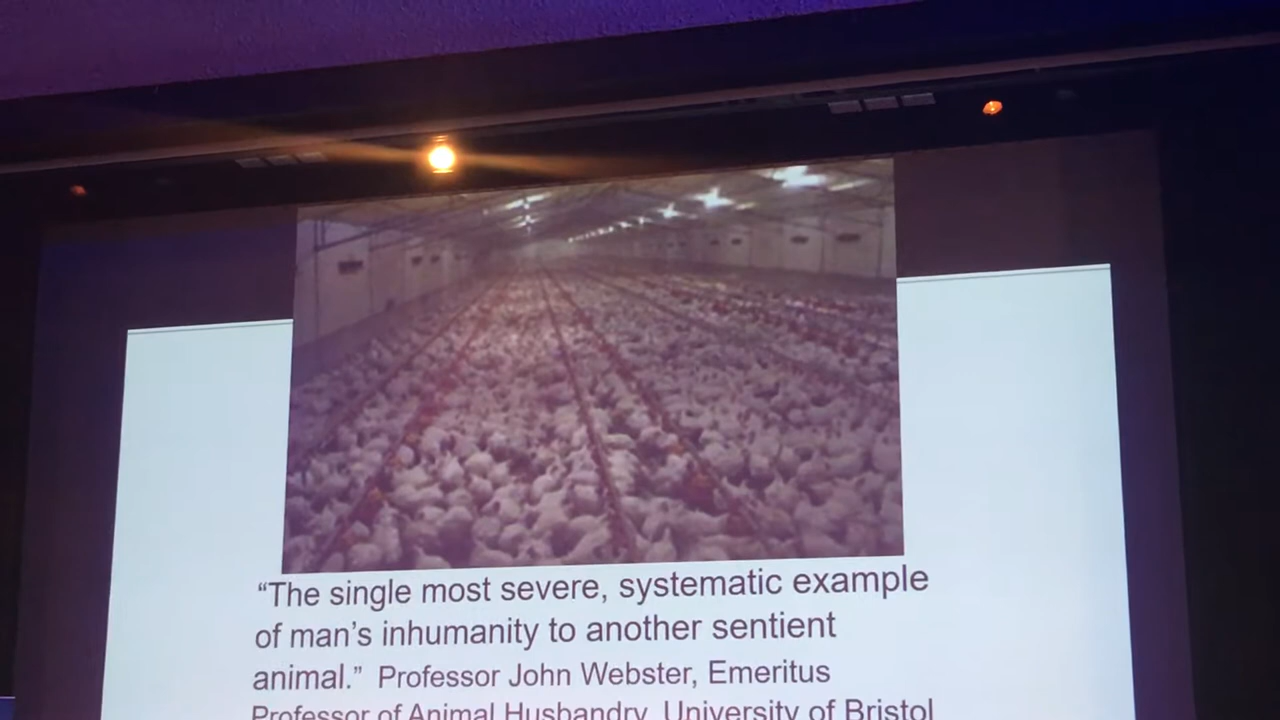 “The single most severe, systematic example
of man’s inhumanity to another sentient
animal.” Professor John Webster, Emeritus
Professor of Animal Husbandry, University of Bristol